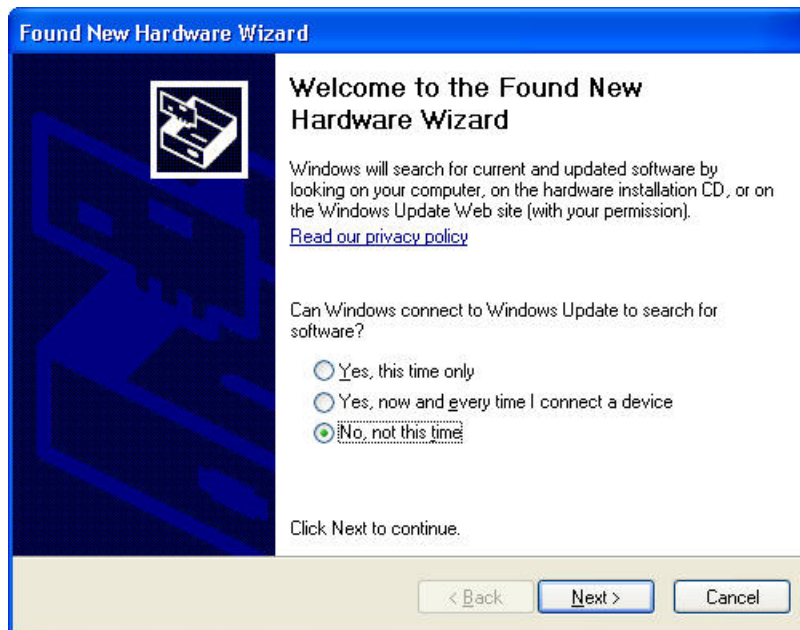 Found New Hardware Wizard
Welcome to the Found New
Hardware Wizard
Windows will search for current and updated software by
looking on your computer, on the hardware installation CD, or on
the Windows Update Web site (with your permission).
Read our privacy policy
Can Windows connect to Windows Update to search for
software?
Yes, this time only
Yes, now and every time I connect a device
No, not this time
Click Next to continue.
< Back
Next >
Cancel